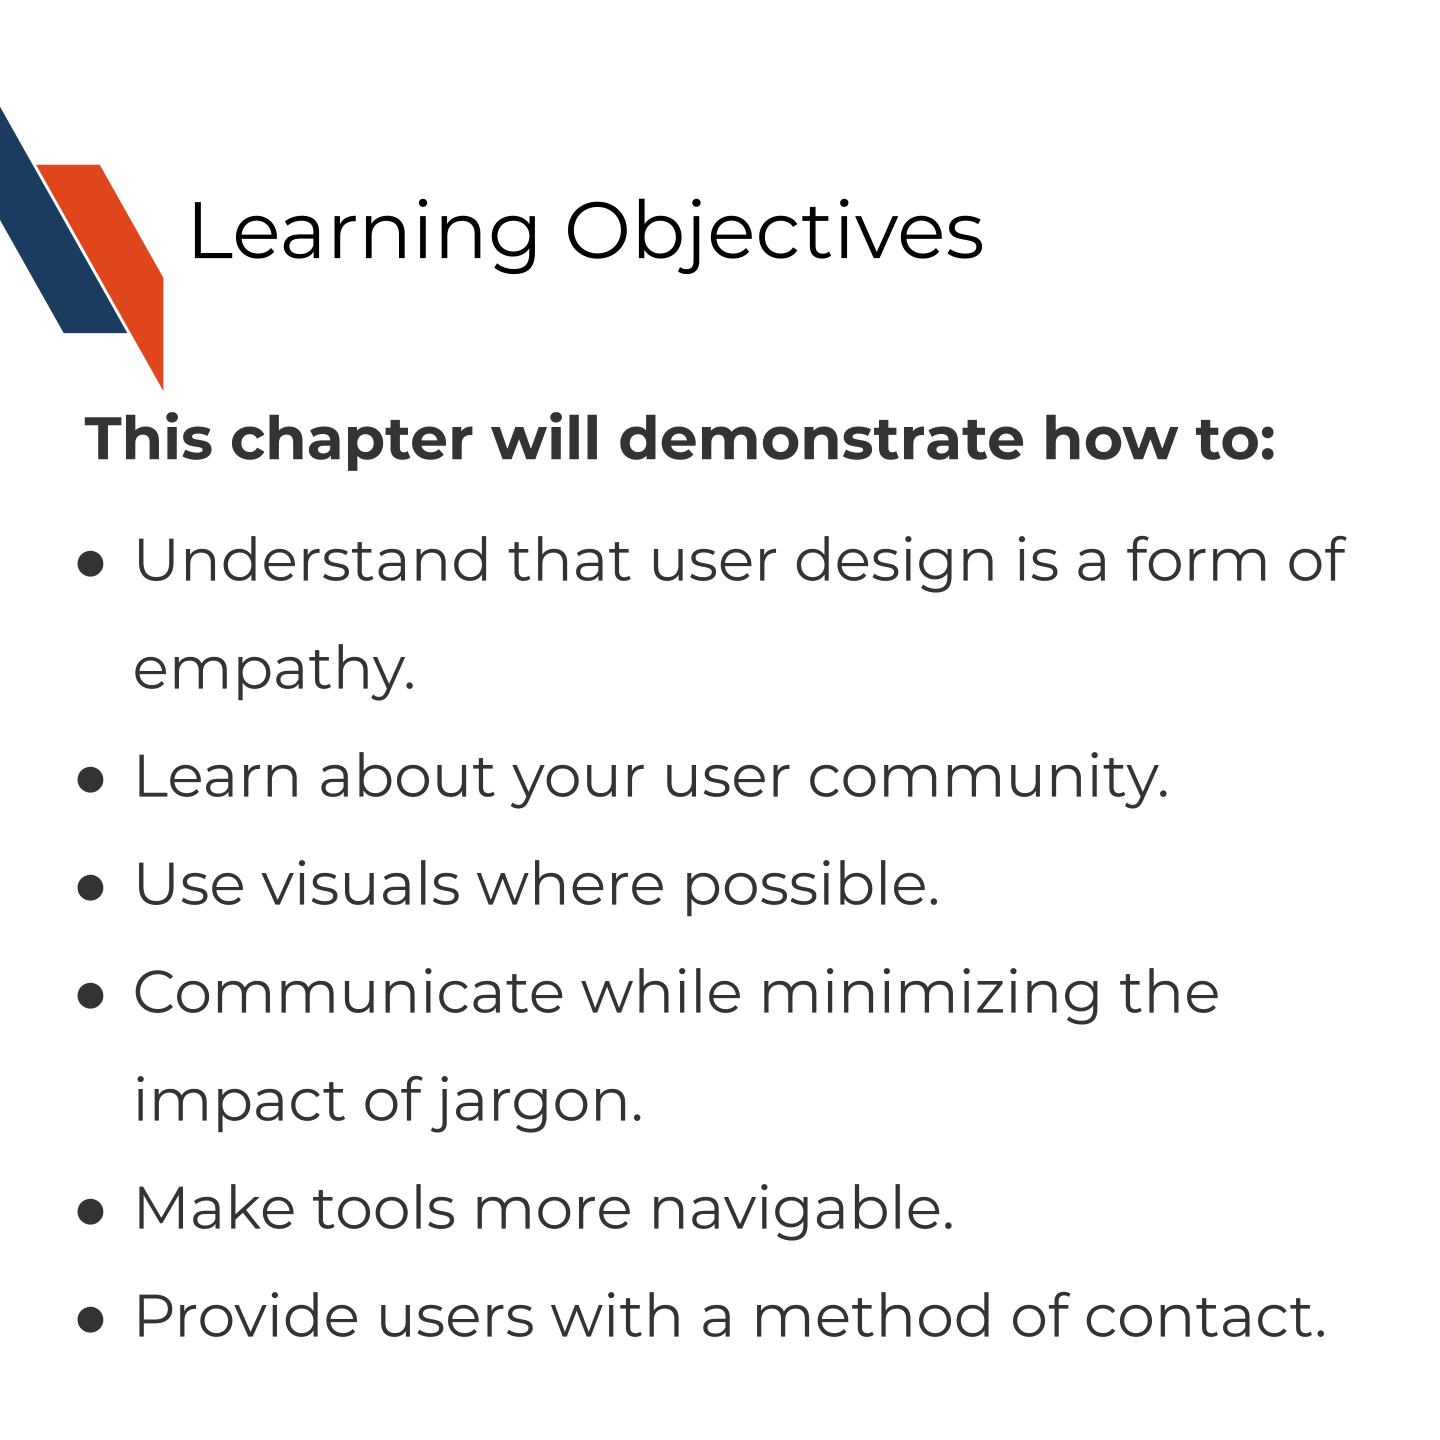 Learning Objectives
This chapter will demonstrate how to:
● Understand that user design is a form of
empathy.
● Learn about your user community.
● Use visuals where possible.
● Communicate while minimizing the
impact of jargon.
● Make tools more navigable.
● Provide users with a method of contact.